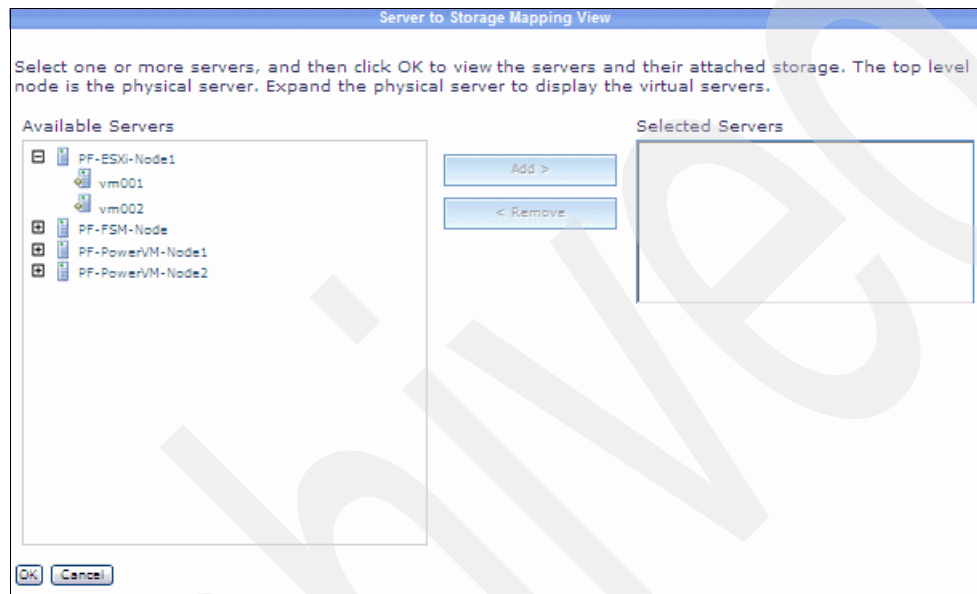 Server to Storage Mapping View
Select one or more servers, and then click OK to view the servers and their attached storage. The top level
node is the physical server. Expand the physical server to display the virtual servers.
Available Servers
Selected Servers
PF-ESXi-Node1
vm001
vm002
PF-FSM-Node
PF-PowerVM-Node1
PF-PowerVM-Node2
Add >
< Remove
OK
Cancel